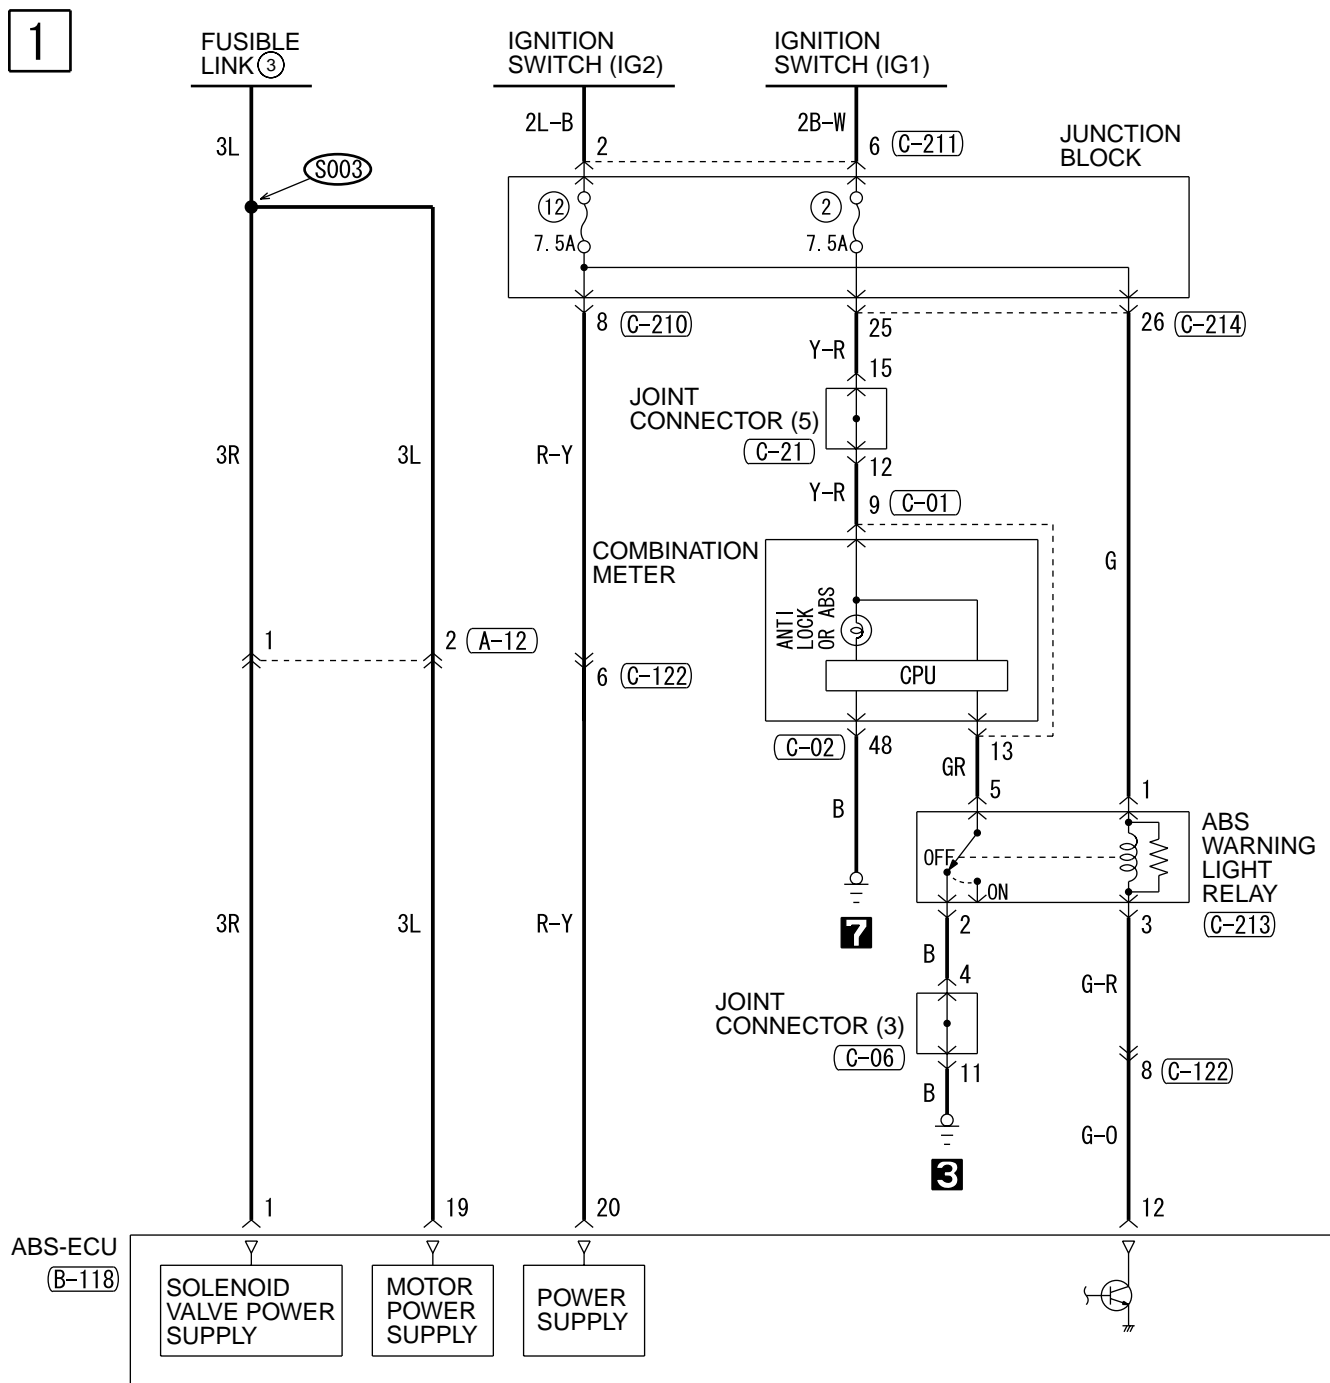 1
FUSIBLE
LINK 3
IGNITION
SWITCH (IG2)
IGNITION
SWITCH (IG1)
3L
2L-B
2
2B-W
6
C-211
JUNCTION
BLOCK
S003
12
7.5A
2
7.5A
8
C-210
25
26
C-214
Y-R
15
JOINT
CONNECTOR (5)
C-21
3R
3L
R-Y
12
Y-R
9
C-01
COMBINATION
METER
G
ANTI
LOCK
OR ABS
1
2
A-12
6
C-122
CPU
C-02
48
13
GR
5
1
B
ABS
WARNING
LIGHT
RELAY
C-213
OFF
ON
7
3R
3L
R-Y
2
3
B
4
G-R
JOINT
CONNECTOR (3)
C-06
11
B
8
C-122
G-O
3
1
19
20
12
ABS-ECU
B-118
SOLENOID
VALVE POWER
SUPPLY
MOTOR
POWER
SUPPLY
POWER
SUPPLY